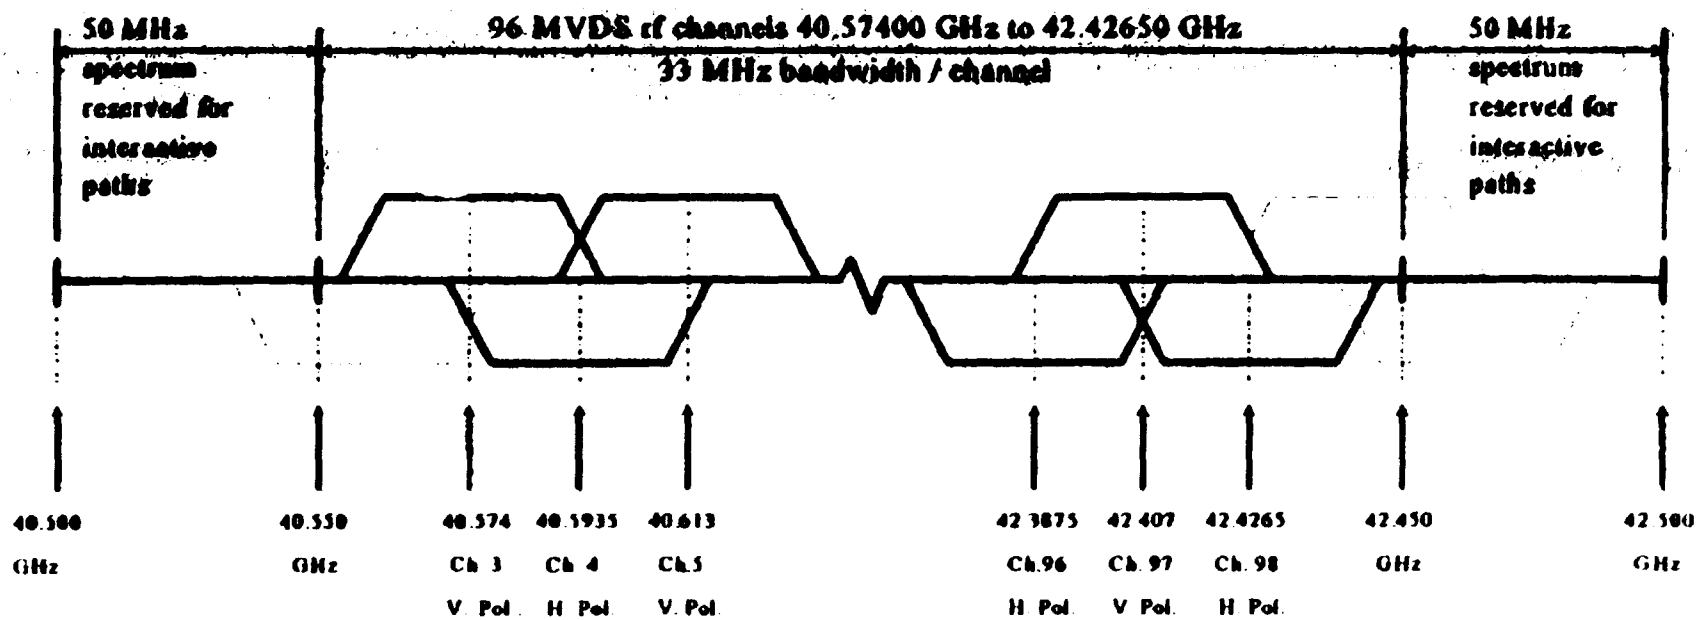 50 MHz
spectrum
reserved for
interactive
paths
96 MVDS rf channels 40.57400 GHz to 42.42650 GHz
33 MHz bandwidth / channel
50 MHz
spectrum
reserved for
interactive
paths
40.500 40.550 40.574 40.5935 40.613 42.3875 42.407 42.4265 42.450 42.500
GHz GHz Ch 3 Ch 4 Ch.5 Ch.96 Ch.97 Ch.98 GHz GHz
V. Pol. H Pol. V. Pol. H Pol. V Pol. H Pol.